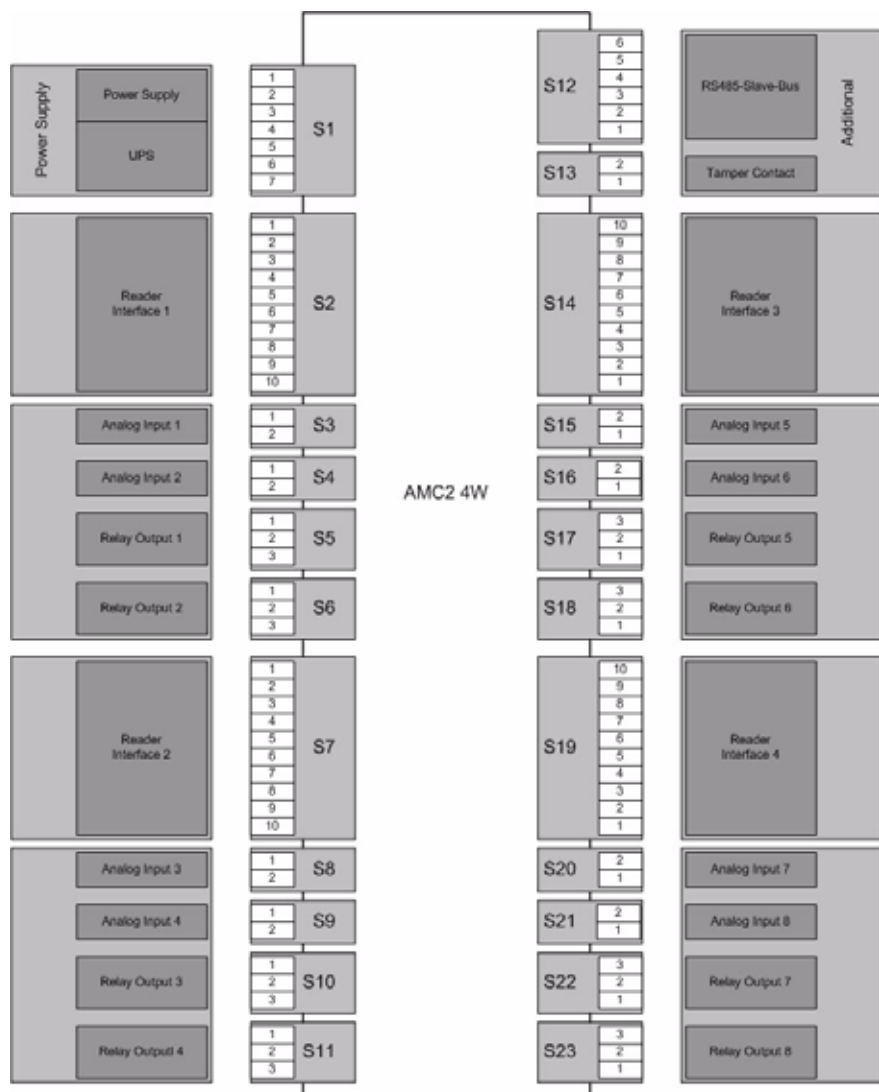 Power Supply
Power Supply
UPS
1
2
3
4
5
6
7
S1
Reader
Interface 1
1
2
3
4
5
6
7
8
9
10
S2
Analog Input 1
1
2
S3
Analog Input 2
1
2
S4
Relay Output 1
1
2
3
S5
Relay Output 2
1
2
3
S6
Reader
Interface 2
1
2
3
4
5
6
7
8
9
10
S7
Analog Input 3
1
2
S8
Analog Input 4
1
2
S9
Relay Output 3
1
2
3
S10
Relay Outputl 4
1
2
3
S11
AMC2 4W
S12
6
5
4
3
2
1
RS485-Slave-Bus
Additional
S13
2
1
Tamper Contact
S14
10
9
8
7
6
5
4
3
2
1
Reader
Interface 3
S15
2
1
Analog Input 5
S16
2
1
Analog Input 6
S17
3
2
1
Relay Output 5
S18
3
2
1
Relay Output 6
S19
10
9
8
7
6
5
4
3
2
1
Reader
Interface 4
S20
2
1
Analog Input 7
S21
2
1
Analog Input 8
S22
3
2
1
Relay Output 7
S23
3
2
1
Relay Output 8